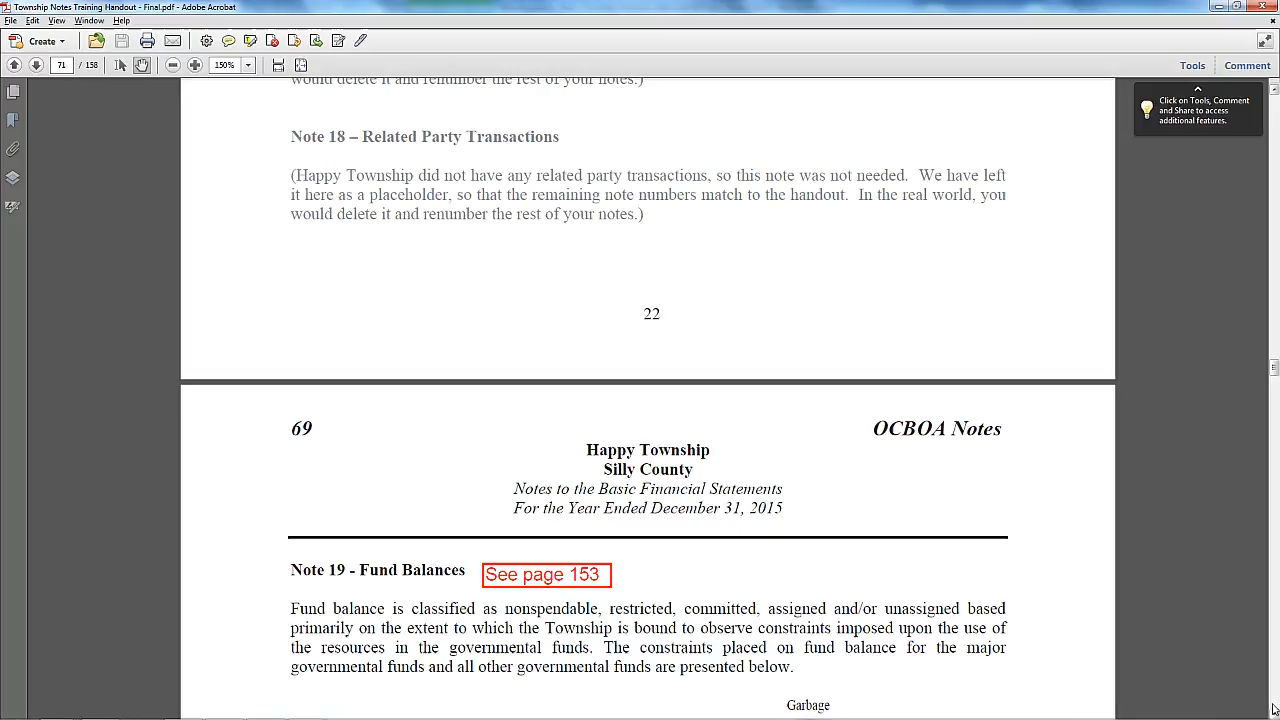 Township Notes Training Handout - Final.pdf - Adobe Acrobat
File Edit View Window Help
Create
71 / 158 150% Tools Comment
Click on Tools, Comment
and Share to access
additional features.
would delete it and renumber the rest of your notes.)
Note 18 – Related Party Transactions
(Happy Township did not have any related party transactions, so this note was not needed. We have left
it here as a placeholder, so that the remaining note numbers match to the handout. In the real world, you
would delete it and renumber the rest of your notes.)
22
69 OCBOA Notes
Happy Township
Silly County
Notes to the Basic Financial Statements
For the Year Ended December 31, 2015
Note 19 - Fund Balances See page 153
Fund balance is classified as nonspendable, restricted, committed, assigned and/or unassigned based
primarily on the extent to which the Township is bound to observe constraints imposed upon the use of
the resources in the governmental funds. The constraints placed on fund balance for the major
governmental funds and all other governmental funds are presented below.
Garbage